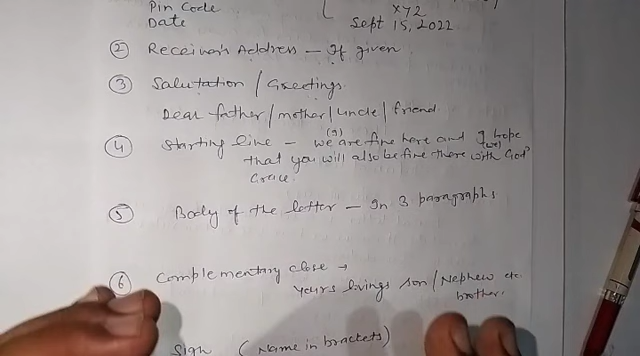 Pin Code
Date
XYZ
Sept 15, 2022
② Receiver's Address - If given
③ Salutation / Greetings
Dear father / mother / uncle / friend
④ Starting line - we are fine here and I hope
(I) (we)
that you will also be fine there with God
Grace.
⑤ Body of the letter - In 3 paragraphs
⑥ Complementary close →
Yours livings son / Nephew etc.
brother.
Sign (Name in brackets)